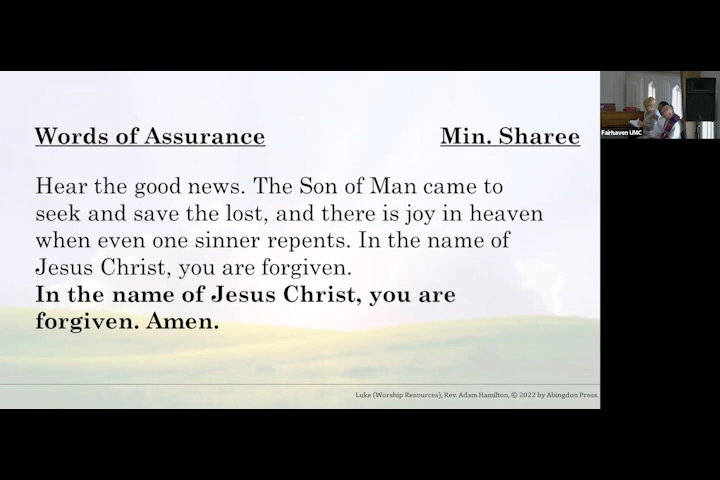 Words of Assurance Min. Sharee
Hear the good news. The Son of Man came to
seek and save the lost, and there is joy in heaven
when even one sinner repents. In the name of
Jesus Christ, you are forgiven.
In the name of Jesus Christ, you are
forgiven. Amen.
Luke (Worship Resources), Rev. Adam Hamilton, © 2022 by Abingdon Press.
Fairhaven UMC